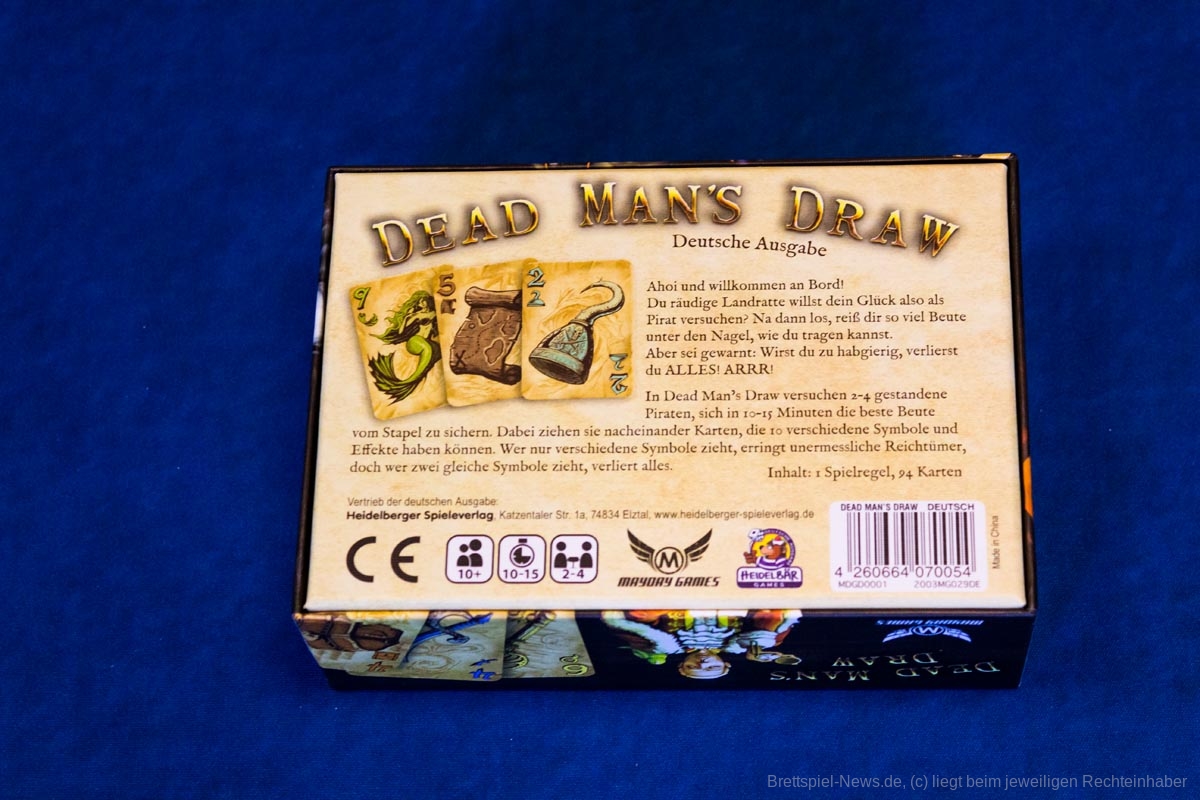 DEAD MAN'S DRAW
Deutsche Ausgabe
9
5
2
2
Ahoi und willkommen an Bord!
Du räudige Landratte willst dein Glück also als
Pirat versuchen? Na dann los, reiß dir so viel Beute
unter den Nagel, wie du tragen kannst.
Aber sei gewarnt: Wirst du zu habgierig, verlierst
du ALLES! ARRR!
In Dead Man's Draw versuchen 2-4 gestandene
Piraten, sich in 10-15 Minuten die beste Beute
vom Stapel zu sichern. Dabei ziehen sie nacheinander Karten, die 10 verschiedene Symbole und
Effekte haben können. Wer nur verschiedene Symbole zieht, erringt unermessliche Reichtümer,
doch wer zwei gleiche Symbole zieht, verliert alles.
Inhalt: 1 Spielregel, 94 Karten
Vertrieb der deutschen Ausgabe:
Heidelberger Spieleverlag, Katzentaler Str. 1a, 74834 Elztal, www.heidelberger-spieleverlag.de
CE
10+
10-15
2-4
M
MAYDAY GAMES
HEIDELBÄR
GAMES
DEAD MAN'S DRAW DEUTSCH
4 260664 070054
MDGD0001 2003MG029DE
Made in China
MAYDAY GAMES
DEAD MAN'S
DRAW
Brettspiel-News.de, (c) liegt beim jeweiligen Rechteinhaber